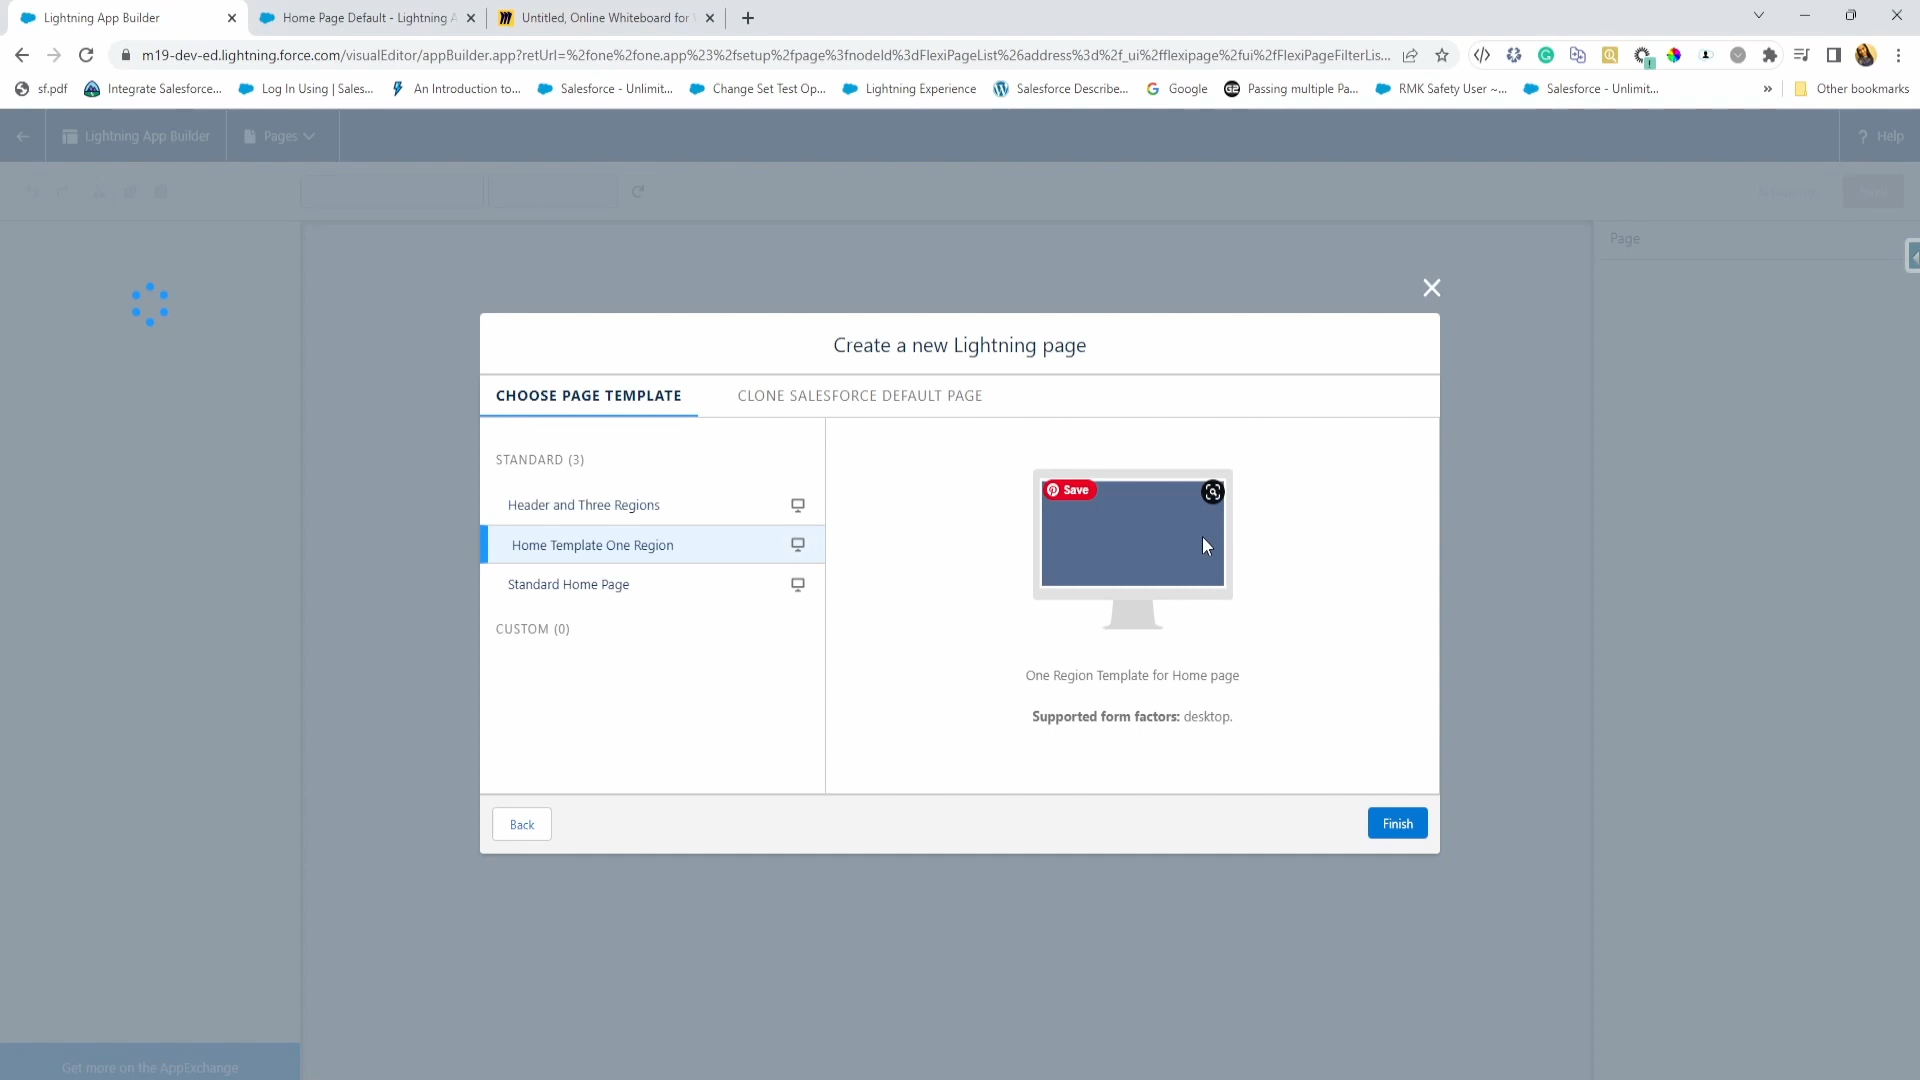 Lightning App Builder
Home Page Default - Lightning A
Untitled, Online Whiteboard for
m19-dev-ed.lightning.force.com/visualEditor/appBuilder.app?retUrl=%2fone%2fone.app%23%2fsetup%2fpage%3fnodeId%3dFlexiPageList%26address%3d%2f_ui%2fflexipage%2fui%2fFlexiPageFilterLis...
sf.pdf
Integrate Salesforce...
Log In Using | Sales...
An Introduction to...
Salesforce - Unlimit...
Change Set Test Op...
Lightning Experience
Salesforce Describe...
Google
Passing multiple Pa...
RMK Safety User ~...
Salesforce - Unlimit...
»
Other bookmarks
Lightning App Builder
Pages
? Help
Page
Create a new Lightning page
CHOOSE PAGE TEMPLATE
CLONE SALESFORCE DEFAULT PAGE
STANDARD (3)
Header and Three Regions
Home Template One Region
Standard Home Page
CUSTOM (0)
Save
One Region Template for Home page
Supported form factors: desktop.
Back
Finish
Get more on the AppExchange